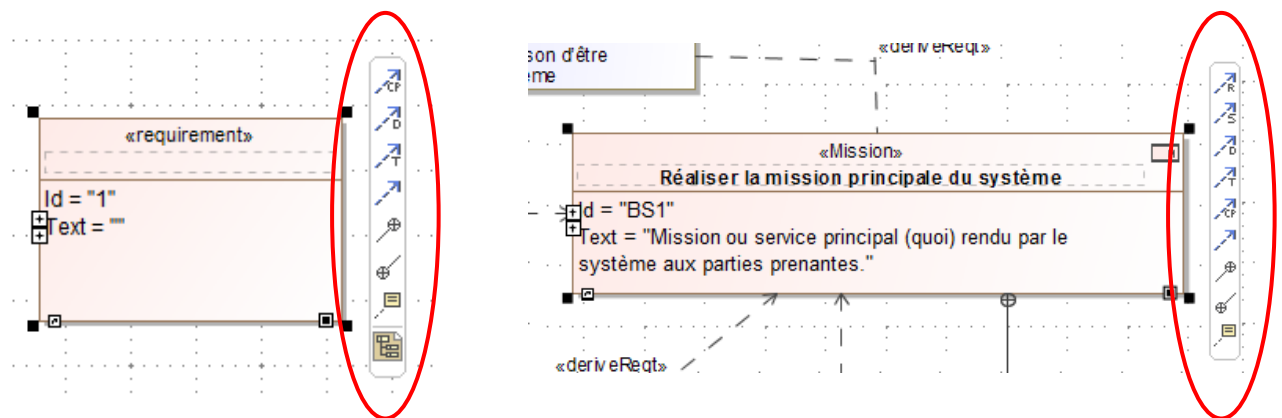 CP
D
T
«requirement»
Id = "1"
Text = ""
son d'être
ème
«deriveReqt»
R
S
D
T
CP
«Mission»
Réaliser la mission principale du système
Id = "BS1"
Text = "Mission ou service principal (quoi) rendu par le
système aux parties prenantes."
«deriveReqt»